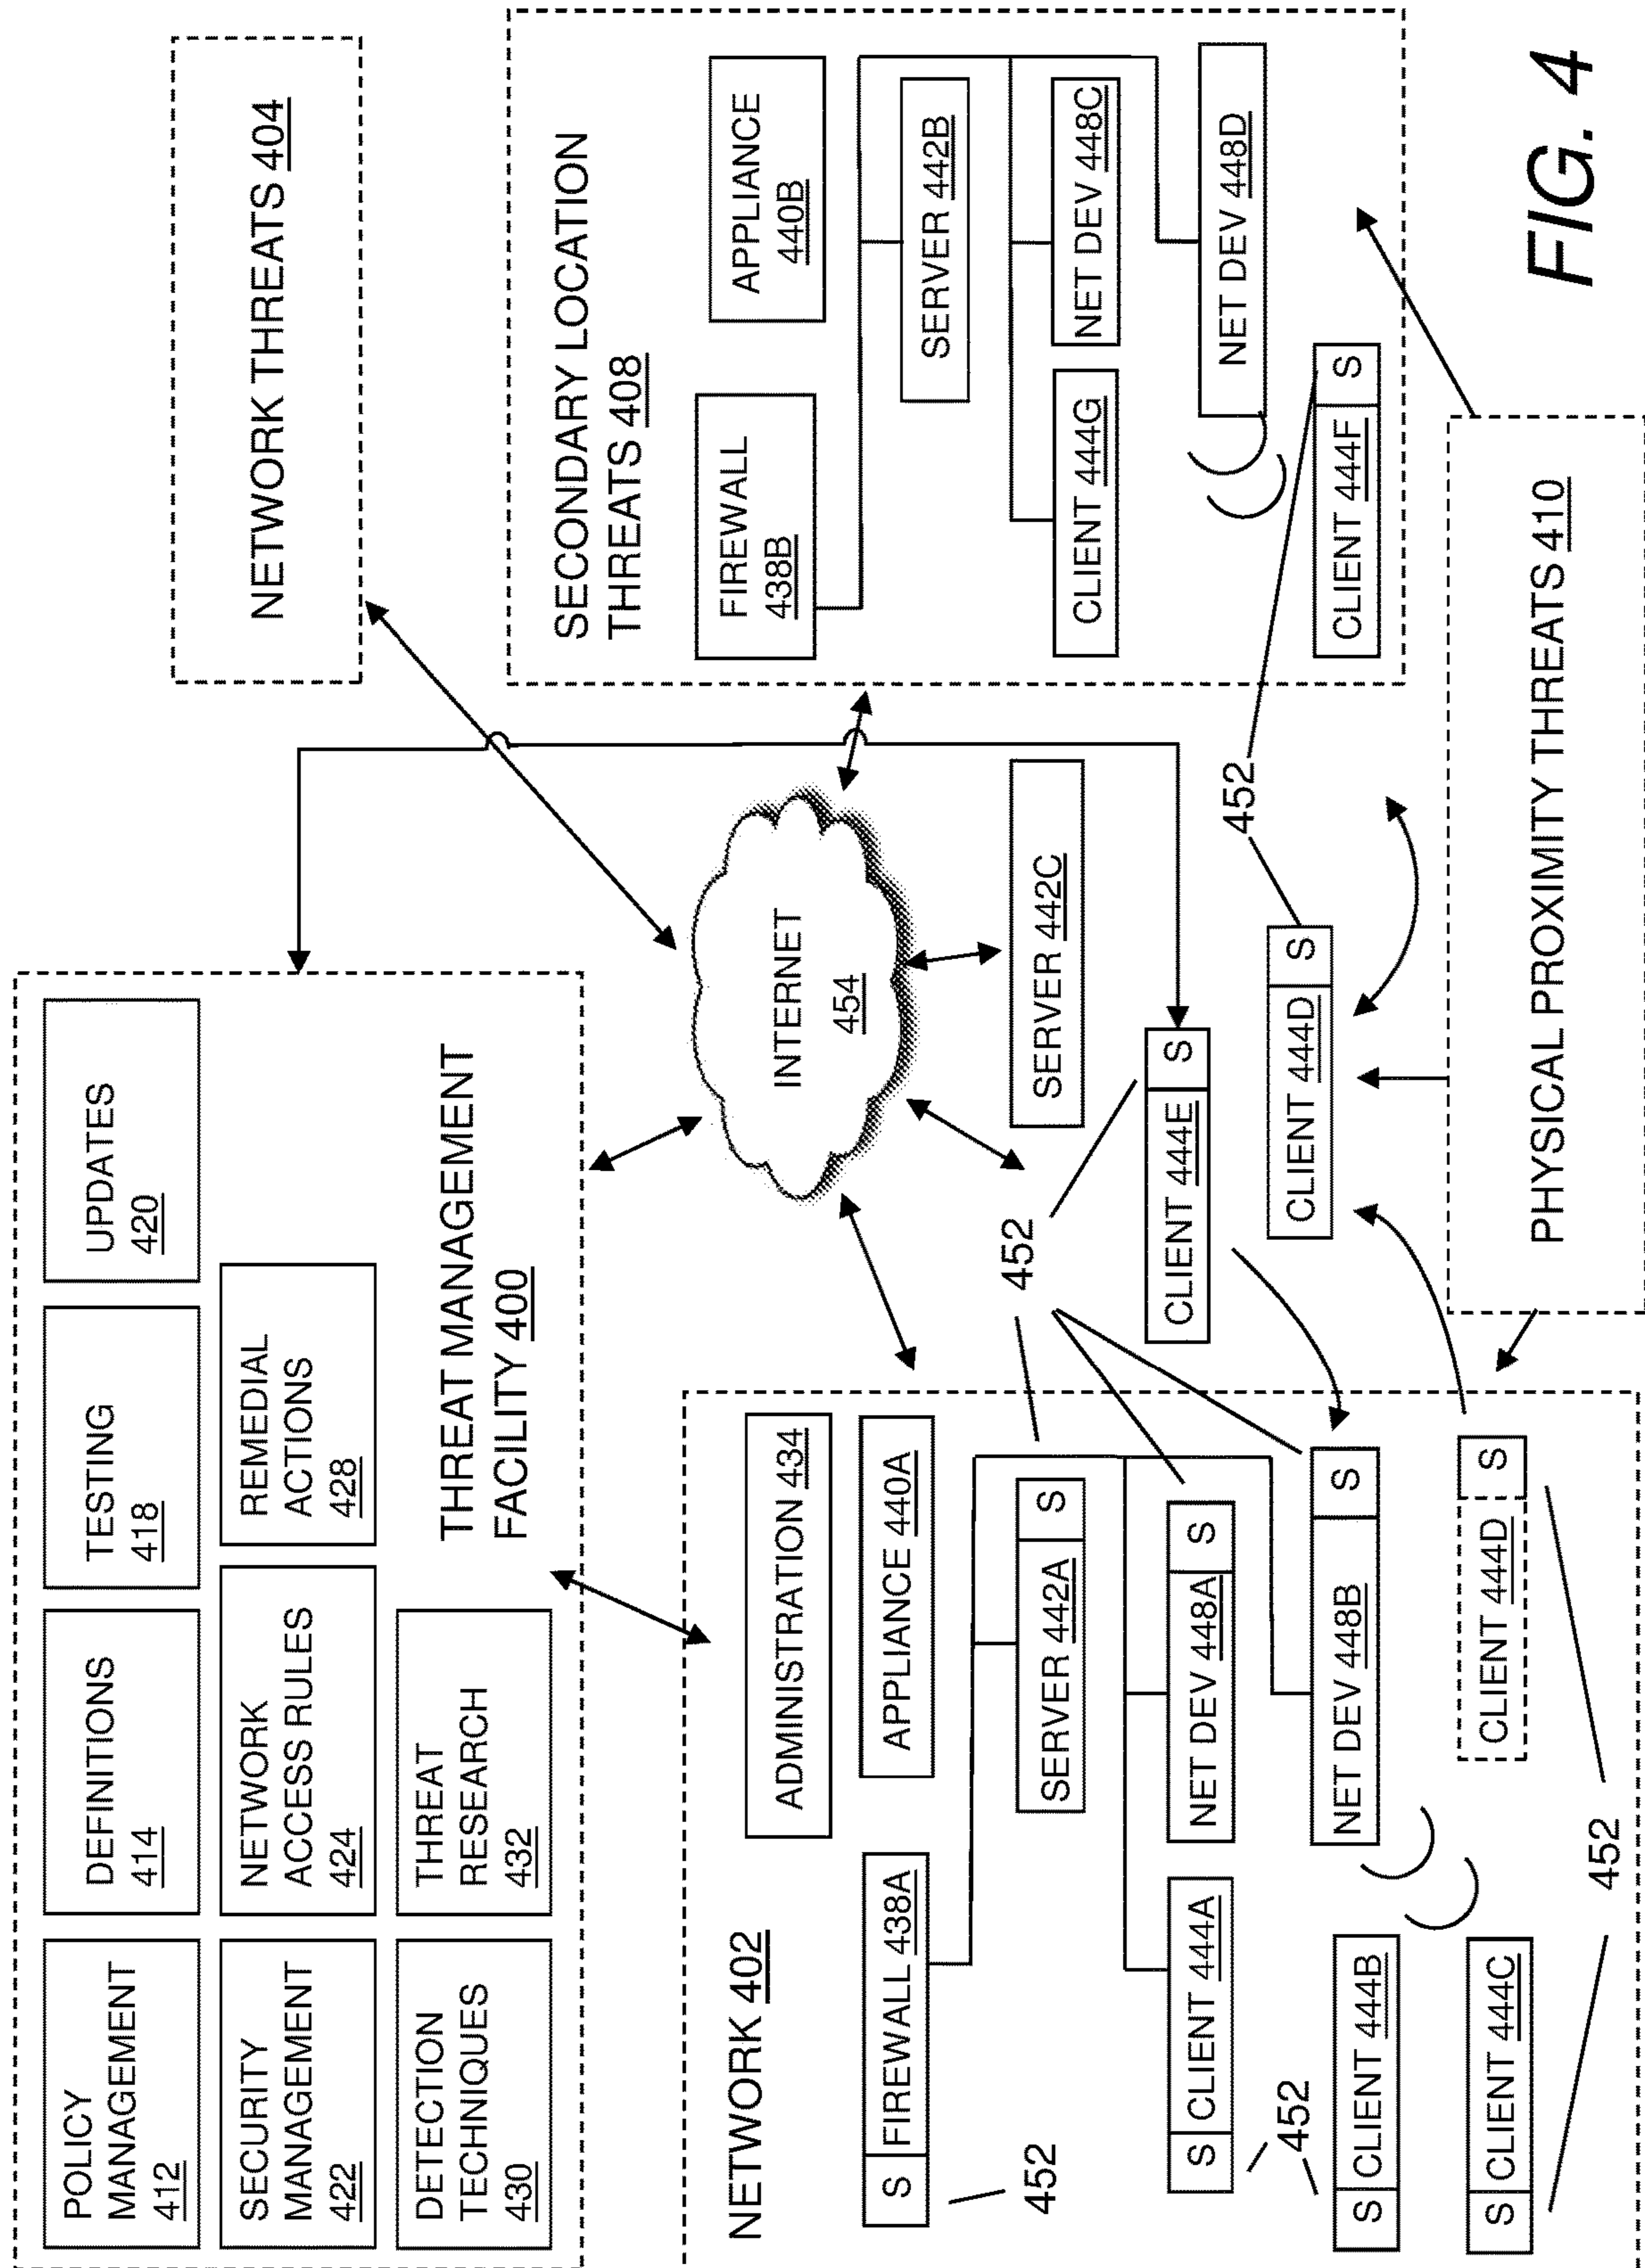 POLICY
MANAGEMENT
412
DEFINITIONS
414
TESTING
418
UPDATES
420
SECURITY
MANAGEMENT
422
NETWORK
ACCESS RULES
424
REMEDIAL
ACTIONS
428
DETECTION
TECHNIQUES
430
THREAT
RESEARCH
432
THREAT MANAGEMENT
FACILITY 400
NETWORK THREATS 404
INTERNET
454
SECONDARY LOCATION
THREATS 408
FIREWALL
438B
APPLIANCE
440B
SERVER 442B
CLIENT 444G
NET DEV 448C
NET DEV 448D
CLIENT 444F S
NETWORK 402
ADMINISTRATION 434
S FIREWALL 438A
APPLIANCE 440A
452
SERVER 442A S
452
SERVER 442C
S CLIENT 444A
NET DEV 448A S
CLIENT 444E S
452
452
S CLIENT 444B
NET DEV 448B S
CLIENT 444D S
S CLIENT 444C
CLIENT 444D S
452
PHYSICAL PROXIMITY THREATS 410
FIG. 4